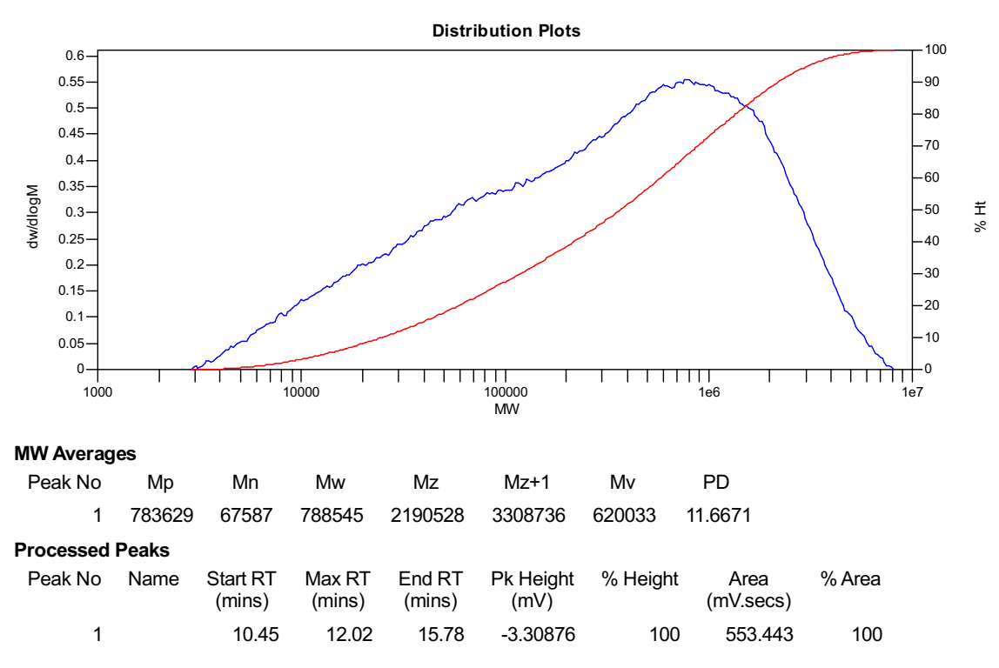 Distribution Plots
0.6
0.55
0.5
0.45
0.4
0.35
0.3
0.25
0.2
0.15
0.1
0.05
0
dw/dlogM
100
90
80
70
60
50
40
30
20
10
0
% Ht
1000 10000 100000 1e6 1e7
MW
MW Averages
Peak No Mp Mn Mw Mz Mz+1 Mv PD
1 783629 67587 788545 2190528 3308736 620033 11.6671
Processed Peaks
Peak No Name Start RT Max RT End RT Pk Height % Height Area % Area
(mins) (mins) (mins) (mV) (mV.secs)
1 10.45 12.02 15.78 -3.30876 100 553.443 100